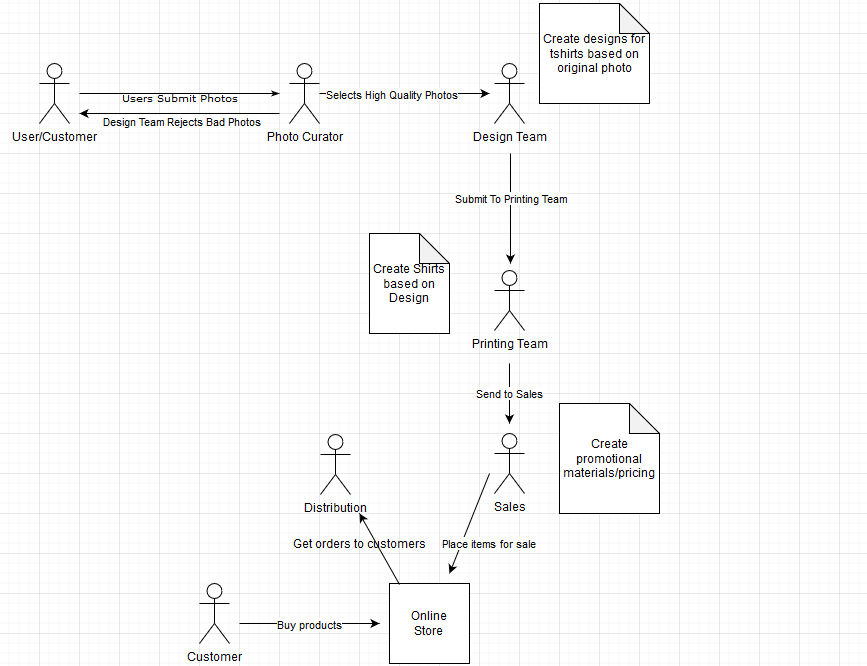 Create designs for
tshirts based on
original photo
Users Submit Photos
Selects High Quality Photos
Design Team Rejects Bad Photos
User/Customer
Photo Curator
Design Team
Submit To Printing Team
Create Shirts
based on
Design
Printing Team
Send to Sales
Create
promotional
materials/pricing
Distribution
Sales
Get orders to customers
Place items for sale
Online
Store
Buy products
Customer